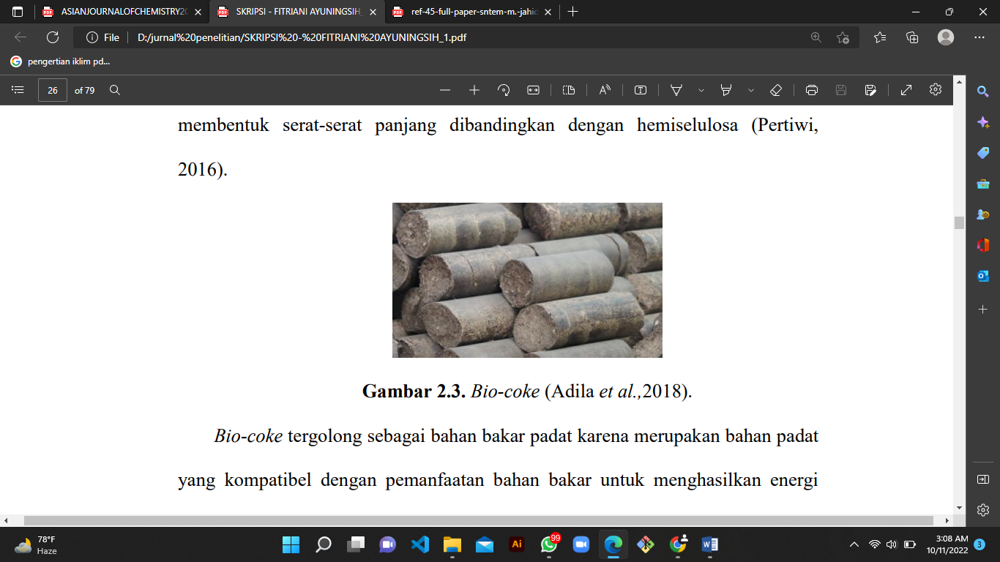 ASIANJOURNALOFCHEMISTRY20
SKRIPSI - FITRIANI AYUNINGSIH_
ref-45-full-paper-sntem-m.-jahid
File
D:/jurnal%20penelitian/SKRIPSI%20-%20FITRIANI%20AYUNINGSIH_1.pdf
pengertian iklim pd...
26 of 79
membentuk serat-serat panjang dibandingkan dengan hemiselulosa (Pertiwi,
2016).
Gambar 2.3. Bio-coke (Adila et al.,2018).
Bio-coke tergolong sebagai bahan bakar padat karena merupakan bahan padat
yang kompatibel dengan pemanfaatan bahan bakar untuk menghasilkan energi
78°F
Haze
Ai
99
3:08 AM
10/11/2022
3